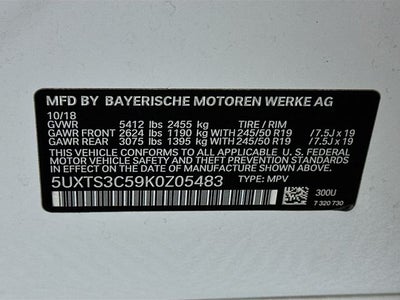 MFD BY BAYERISCHE MOTOREN WERKE AG
10/18
GVWR 5412 lbs 2455 kg TIRE / RIM
GAWR FRONT 2624 lbs 1190 kg WITH 245/50 R19 /7.5J x 19
GAWR REAR 3075 lbs 1395 kg WITH 245/50 R19 /7.5J x 19
THIS VEHICLE CONFORMS TO ALL APPLICABLE U. S. FEDERAL
MOTOR VEHICLE SAFETY, BUMPER AND THEFT PREVENTION STANDARDS
IN EFFECT ON THE DATE OF MANUFACTURE SHOWN ABOVE.
5UXTS3C59K0Z05483 TYPE: MPV
300U
7 320 730